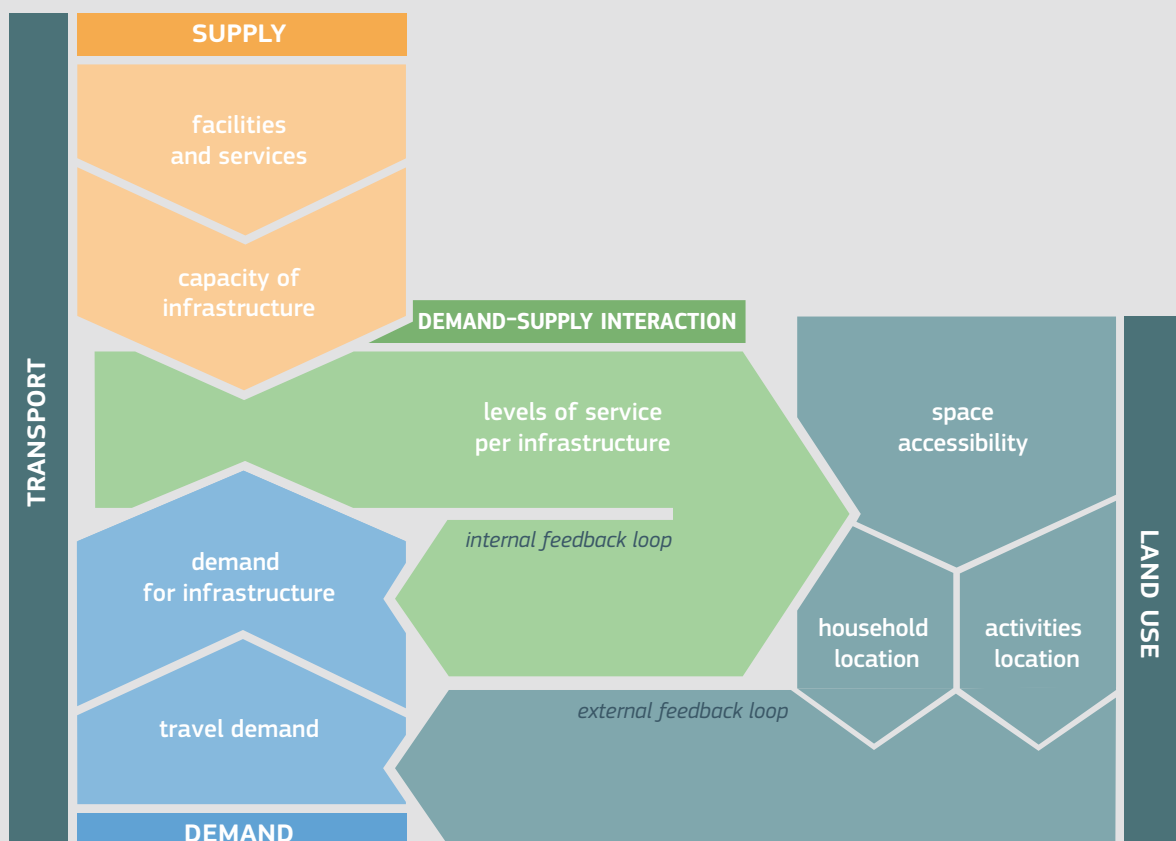 SUPPLY
facilities
and services
capacity of
infrastructure
DEMAND-SUPPLY INTERACTION
TRANSPORT
levels of service
per infrastructure
space
accessibility
internal feedback loop
demand
for infrastructure
LAND USE
household
location
activities
location
external feedback loop
travel demand
DEMAND